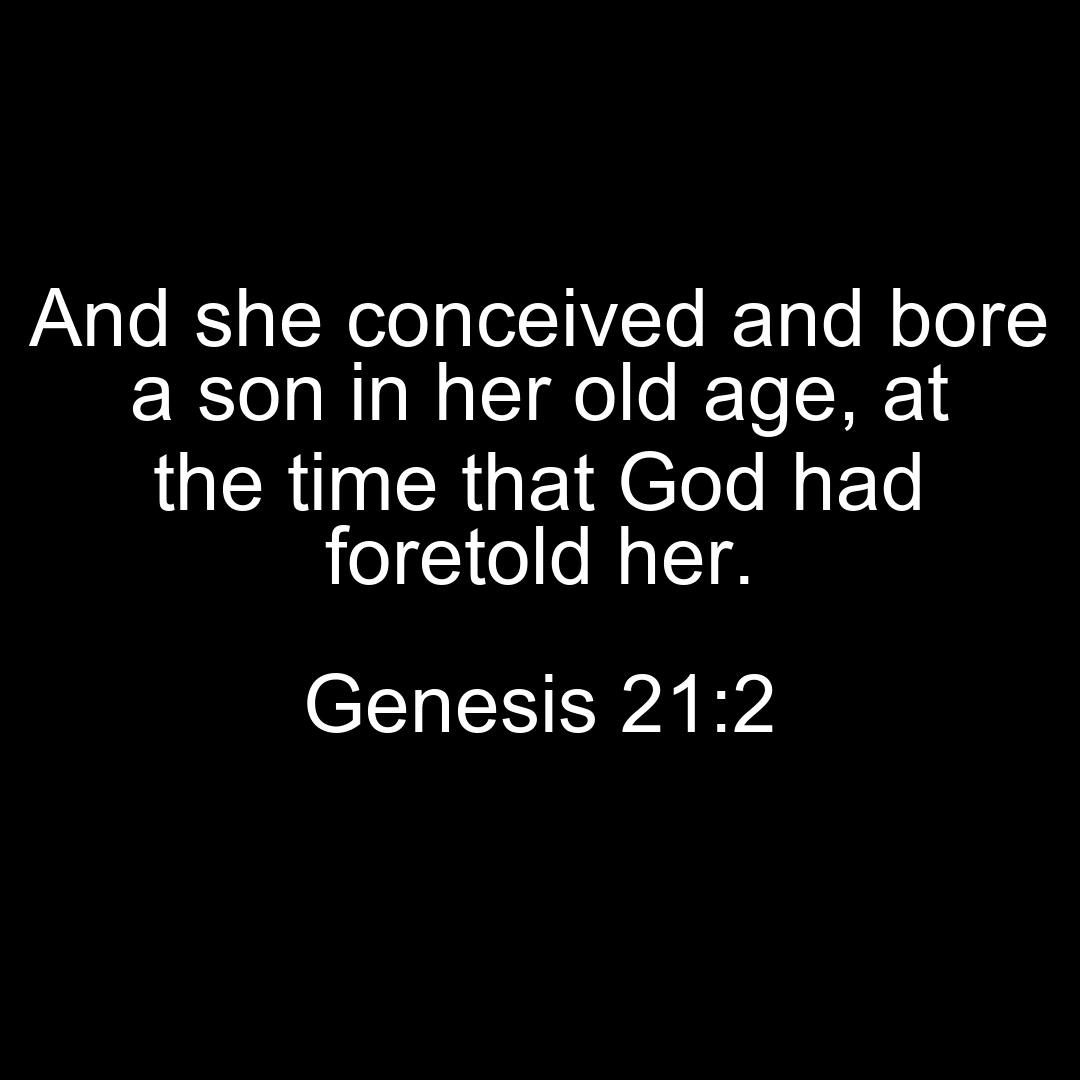 And she conceived and bore
a son in her old age, at
the time that God had
foretold her.
Genesis 21:2